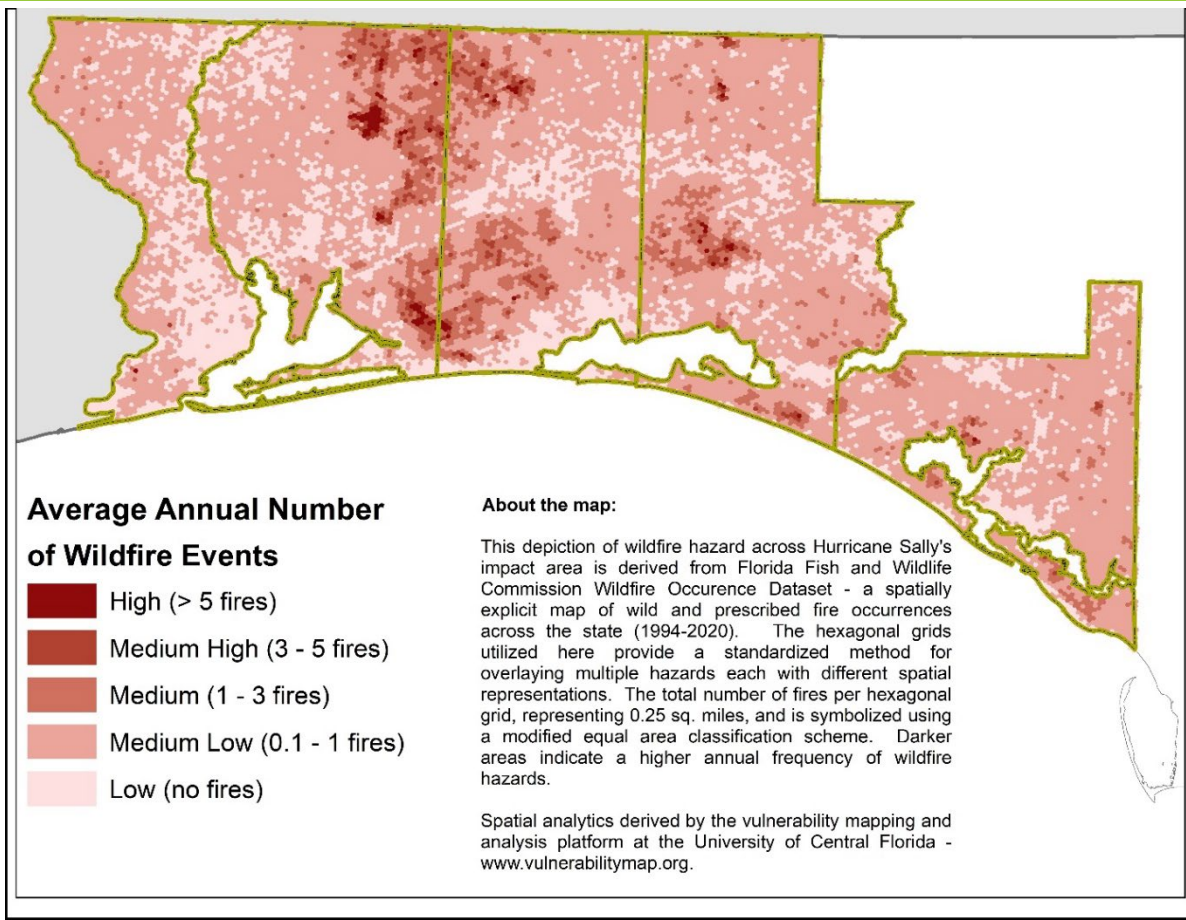 Average Annual Number
of Wildfire Events
High (> 5 fires)
Medium High (3 - 5 fires)
Medium (1 - 3 fires)
Medium Low (0.1 - 1 fires)
Low (no fires)
About the map:
This depiction of wildfire hazard across Hurricane Sally's
impact area is derived from Florida Fish and Wildlife
Commission Wildfire Occurence Dataset - a spatially
explicit map of wild and prescribed fire occurrences
across the state (1994-2020). The hexagonal grids
utilized here provide a standardized method for
overlaying multiple hazards each with different spatial
representations. The total number of fires per hexagonal
grid, representing 0.25 sq. miles, and is symbolized using
a modified equal area classification scheme. Darker
areas indicate a higher annual frequency of wildfire
hazards.
Spatial analytics derived by the vulnerability mapping and
analysis platform at the University of Central Florida -
www.vulnerabilitymap.org.